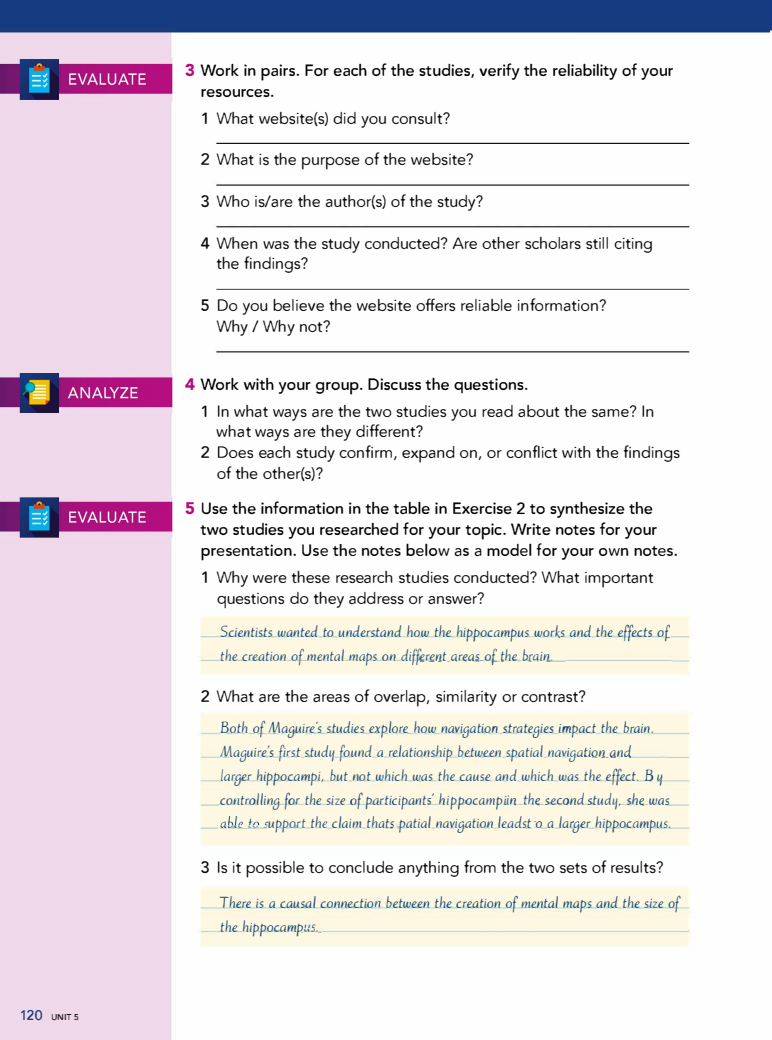 EVALUATE
3 Work in pairs. For each of the studies, verify the reliability of your
resources.
1 What website(s) did you consult?
2 What is the purpose of the website?
3 Who is/are the author(s) of the study?
4 When was the study conducted? Are other scholars still citing
the findings?
5 Do you believe the website offers reliable information?
Why / Why not?
ANALYZE
4 Work with your group. Discuss the questions.
1 In what ways are the two studies you read about the same? In
what ways are they different?
2 Does each study confirm, expand on, or conflict with the findings
of the other(s)?
EVALUATE
5 Use the information in the table in Exercise 2 to synthesize the
two studies you researched for your topic. Write notes for your
presentation. Use the notes below as a model for your own notes.
1 Why were these research studies conducted? What important
questions do they address or answer?
Scientists wanted to understand how the hippocampus works and the effects of
the creation of mental maps on different areas of the brain.
2 What are the areas of overlap, similarity or contrast?
Both of Maguire's studies explore how navigation strategies impact the brain.
Maguire's first study found a relationship between spatial navigation and
larger hippocampi, but not which was the cause and which was the effect. By
controlling for the size of participants' hippocampiin the second study, she was
able to support the claim thats patial navigation leadst o a larger hippocampus.
3 Is it possible to conclude anything from the two sets of results?
There is a causal connection between the creation of mental maps and the size of
the hippocampus.
120 UNIT 5